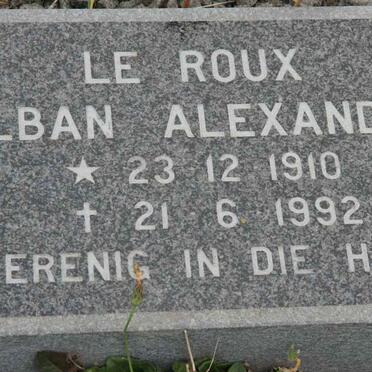 LE ROUX
LBAN ALEXAND
★ 23 12 1910
† 21 6 1992
ERENIG IN DIE H